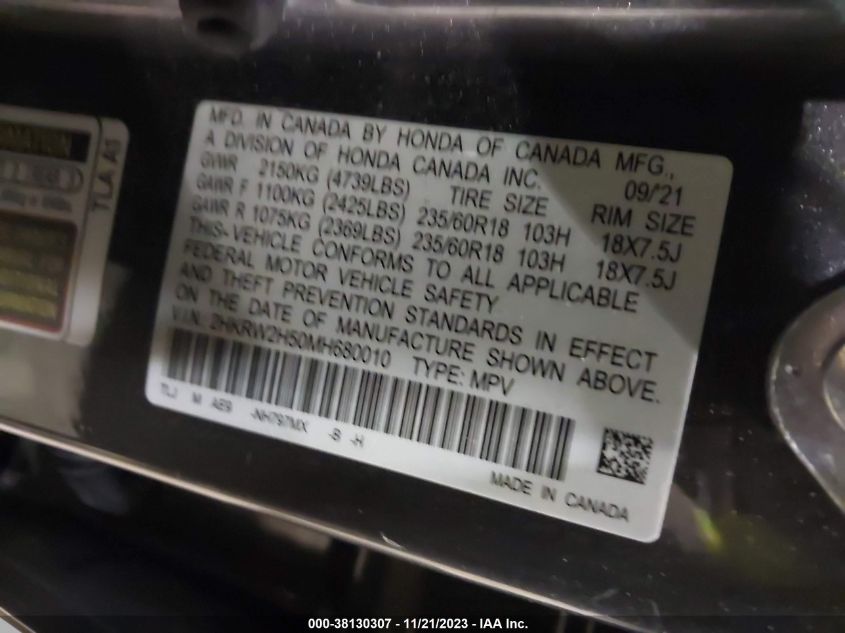 MFD. IN CANADA BY HONDA OF CANADA MFG.,
A DIVISION OF HONDA CANADA INC. 09/21
GVWR 2150KG (4739LBS) TIRE SIZE RIM SIZE
GAWR F 1100KG (2425LBS) 235/60R18 103H 18X7.5J
GAWR R 1075KG (2369LBS) 235/60R18 103H 18X7.5J
THIS VEHICLE CONFORMS TO ALL APPLICABLE
FEDERAL MOTOR VEHICLE SAFETY
AND THEFT PREVENTION STANDARDS IN EFFECT
ON THE DATE OF MANUFACTURE SHOWN ABOVE.
V.I.N.: 2HKRW2H50MH680010 TYPE: MPV
TLJ M AE9 -NH797MX -B -H
MADE IN CANADA
TLA A3
000-38130307 - 11/21/2023 - IAA Inc.